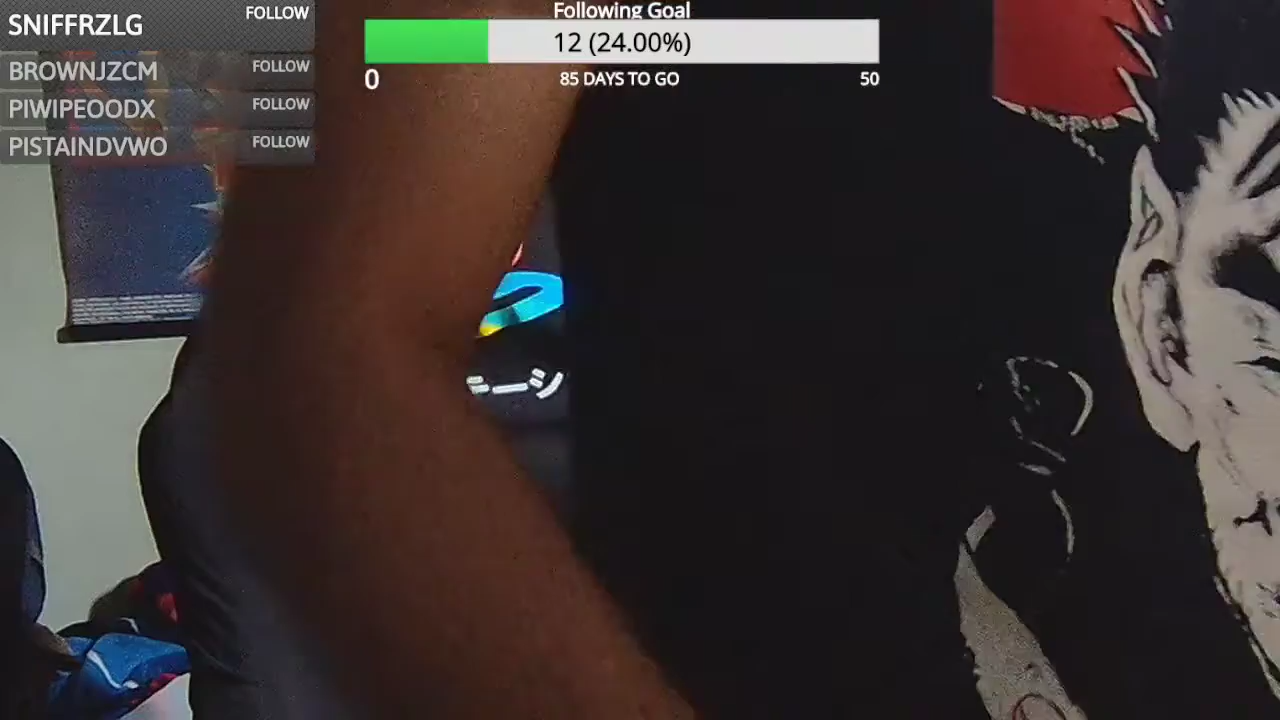 SNIFFRZLG FOLLOW
BROWNJZCM FOLLOW
PIWIPEOODX FOLLOW
PISTAINDVWO FOLLOW
Following Goal
12 (24.00%)
0 85 DAYS TO GO 50